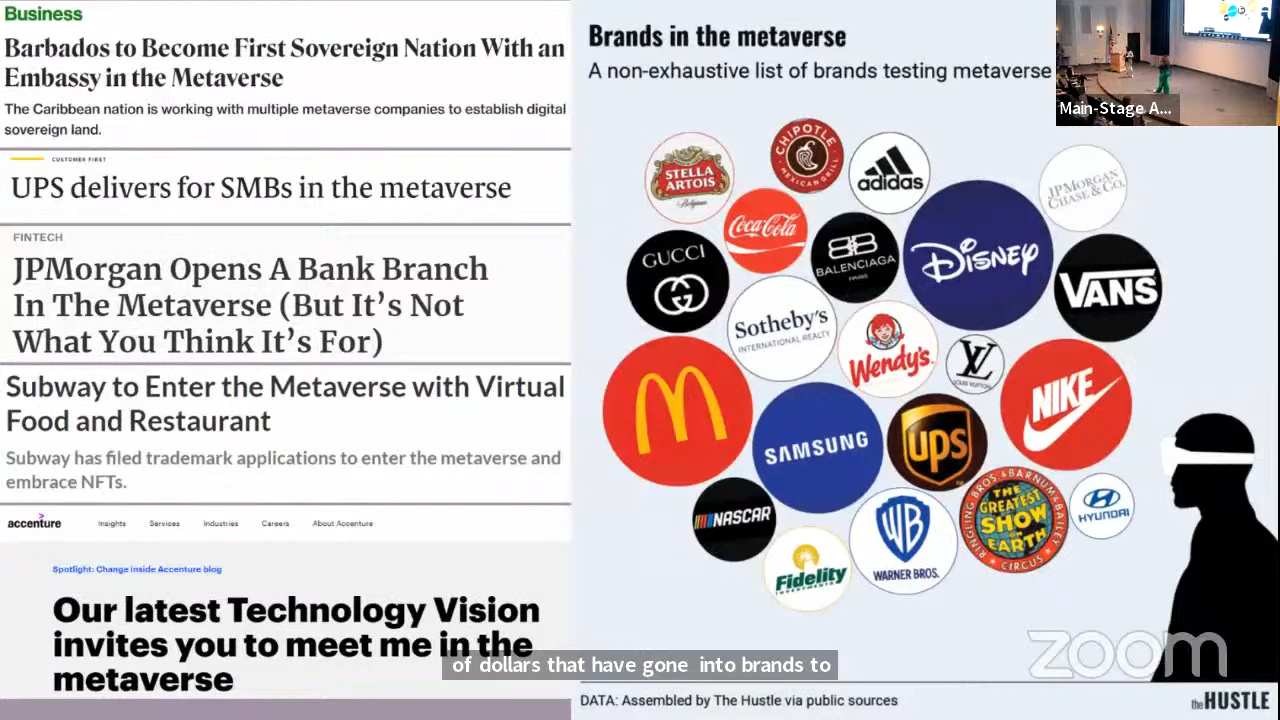 Business
Barbados to Become First Sovereign Nation With an
Embassy in the Metaverse
The Caribbean nation is working with multiple metaverse companies to establish digital
sovereign land.
CUSTOMER FIRST
UPS delivers for SMBs in the metaverse
FINTECH
JPMorgan Opens A Bank Branch
In The Metaverse (But It’s Not
What You Think It’s For)
Subway to Enter the Metaverse with Virtual
Food and Restaurant
Subway has filed trademark applications to enter the metaverse and
embrace NFTs.
accenture Insights Services Industries Careers About Accenture
Spotlight: Change inside Accenture blog
Our latest Technology Vision
invites you to meet me in the
metaverse
of dollars that have gone into brands to
Brands in the metaverse
A non-exhaustive list of brands testing metaverse
Main-Stage A...
STELLA
ARTOIS
Belgium
CHIPOTLE
MEXICAN GRILL
adidas
JPMORGAN
CHASE & CO.
Coca-Cola
GUCCI
BALENCIAGA
PARIS
DISNEY
VANS
Sotheby's
INTERNATIONAL REALTY
Wendy's
LV
LOUIS VUITTON
NIKE
M
SAMSUNG
ups
NASCAR
WB
WARNER BROS.
RINGLING BROS. & BARNUM & BAILEY
THE
GREATEST
SHOW
ON
EARTH
CIRCUS
HYUNDAI
Fidelity
INVESTMENTS
zoom
DATA: Assembled by The Hustle via public sources
the HUSTLE